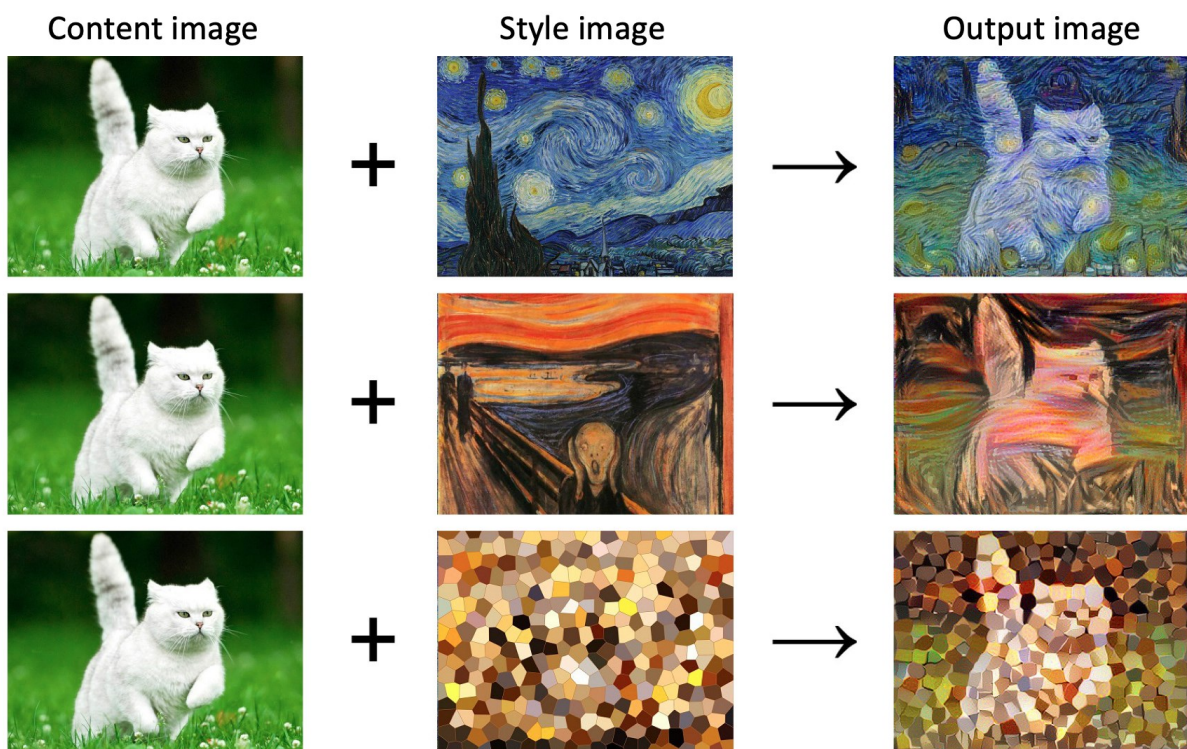 Content image
Style image
Output image
+
→
+
→
+
→